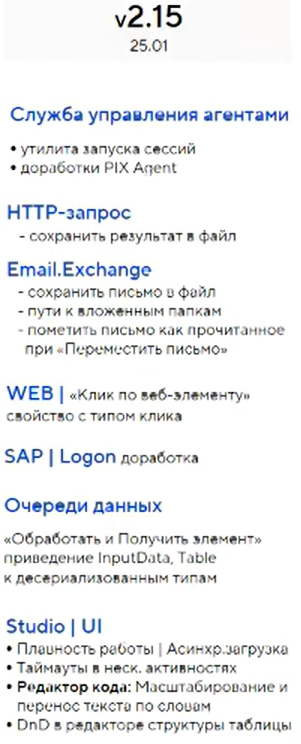 v2.15
25.01
Служба управления агентами
• утилита запуска сессий
• доработки PIX Agent
HTTP-запрос
- сохранить результат в файл
Email.Exchange
- сохранить письмо в файл
- пути к вложенным папкам
- пометить письмо как прочитанное
при «Переместить письмо»
WEB | «Клик по веб-элементу»
свойство с типом клика
SAP | Logon доработка
Очереди данных
«Обработать и Получить элемент»
приведение InputData, Table
к десериализованным типам
Studio | UI
• Плавность работы | Асинхр.загрузка
• Таймауты в неск. активностях
• Редактор кода: Масштабирование и
перенос текста по словам
• DnD в редакторе структуры таблицы